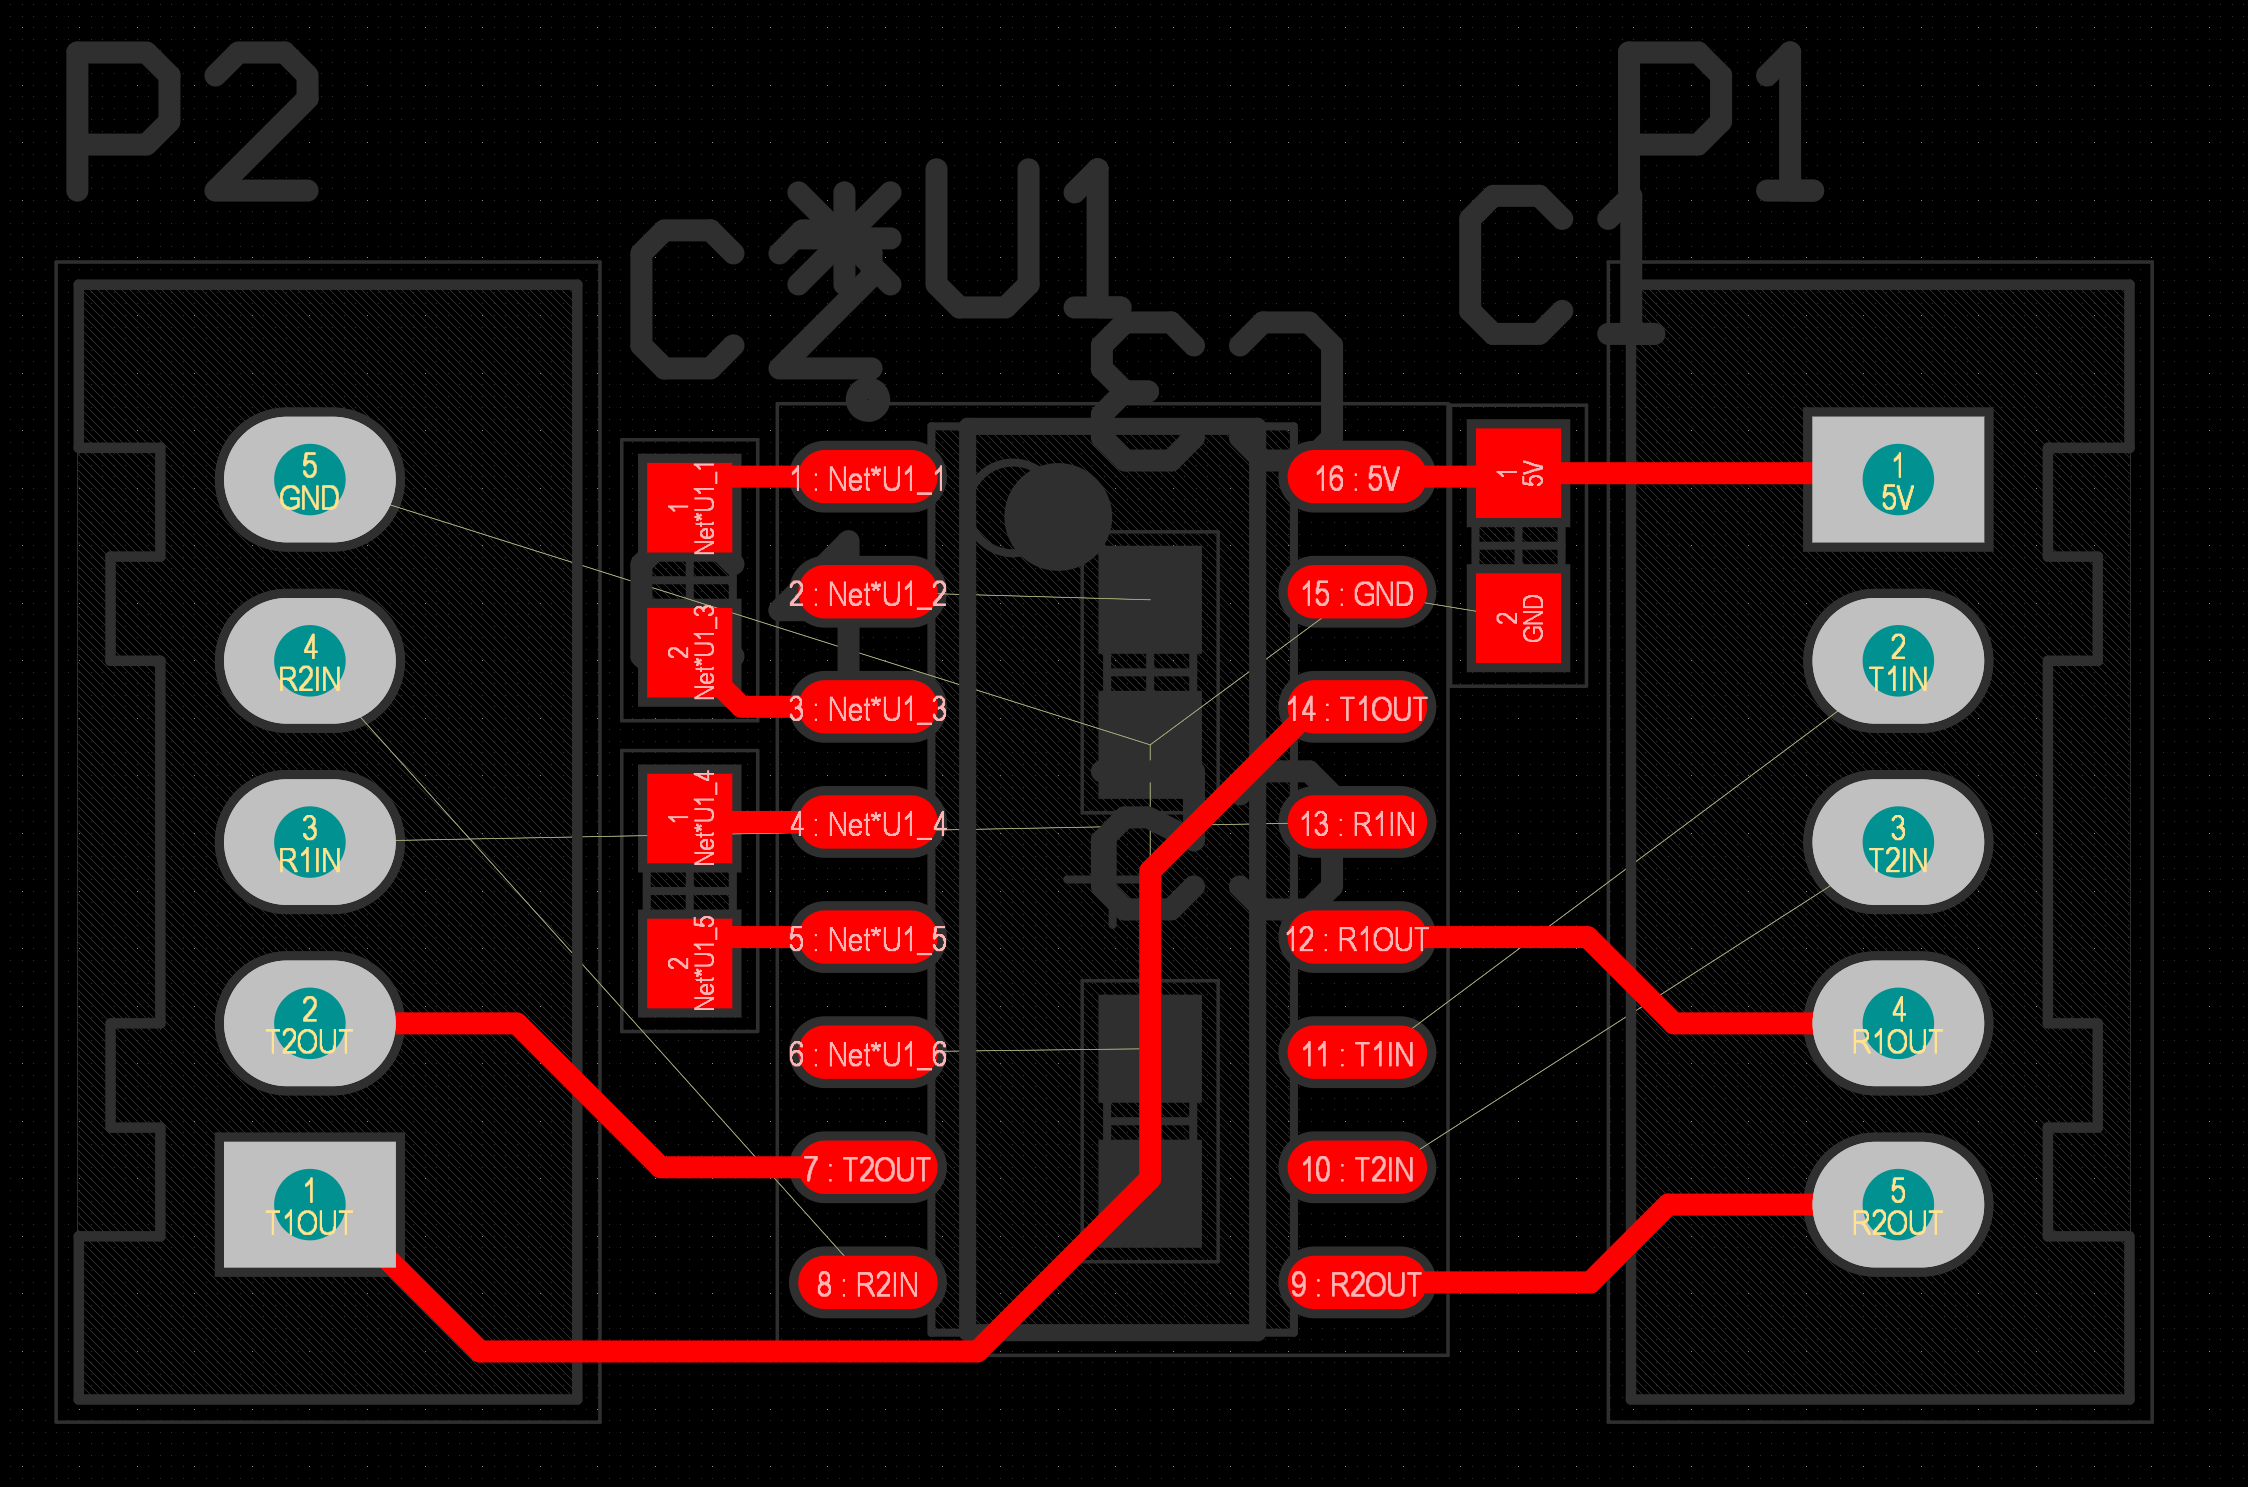 P2
P1
C2
*
U1
C1
C3
C4
C5
5
GND
4
R2IN
3
R1IN
2
T2OUT
1
T1OUT
1
Net*U1_1
2
Net*U1_3
1
Net*U1_4
2
Net*U1_5
1 : Net*U1_1
2 : Net*U1_2
3 : Net*U1_3
4 : Net*U1_4
5 : Net*U1_5
6 : Net*U1_6
7 : T2OUT
8 : R2IN
16 : 5V
15 : GND
14 : T1OUT
13 : R1IN
12 : R1OUT
11 : T1IN
10 : T2IN
9 : R2OUT
1
5V
2
GND
1
5V
2
T1IN
3
T2IN
4
R1OUT
5
R2OUT